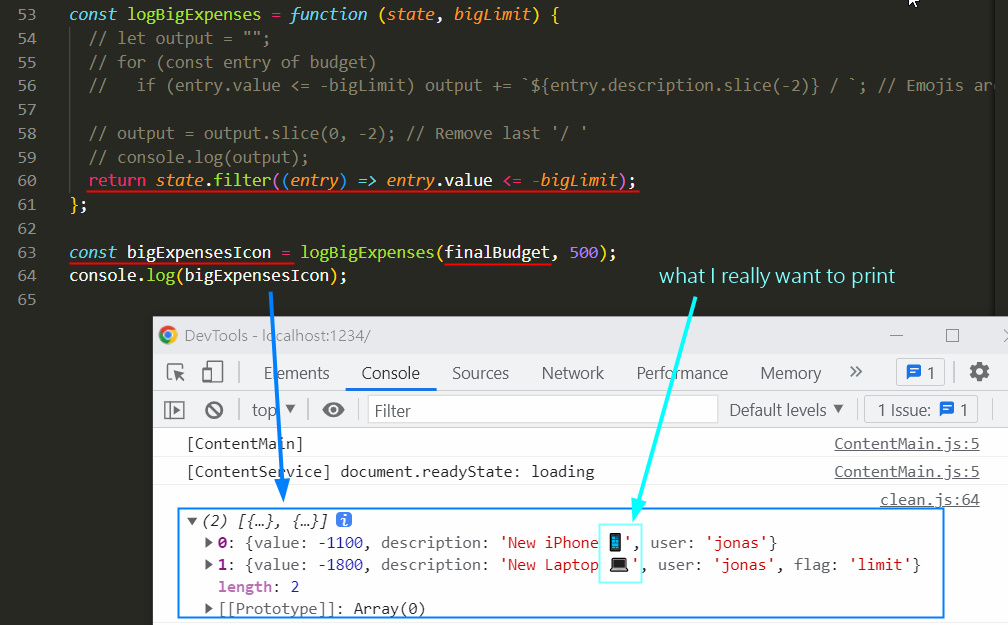 53 const logBigExpenses = function (state, bigLimit) {
54 // let output = "";
55 // for (const entry of budget)
56 //   if (entry.value <= -bigLimit) output += `${entry.description.slice(-2)} / `; // Emojis are
57
58 // output = output.slice(0, -2); // Remove last '/ '
59 // console.log(output);
60 return state.filter((entry) => entry.value <= -bigLimit);
61 };
62
63 const bigExpensesIcon = logBigExpenses(finalBudget, 500);
64 console.log(bigExpensesIcon);
what I really want to print
65
DevTools - localhost:1234/
Elements Console Sources Network Performance Memory >> 1
top ▼ Filter Default levels ▼ 1 Issue: 1
[ContentMain] ContentMain.js:5
[ContentService] document.readyState: loading ContentMain.js:5
clean.js:64
▼ (2) [{…}, {…}] i
▶ 0: {value: -1100, description: 'New iPhone 📱', user: 'jonas'}
▶ 1: {value: -1800, description: 'New Laptop 💻', user: 'jonas', flag: 'limit'}
length: 2
▶ [[Prototype]]: Array(0)